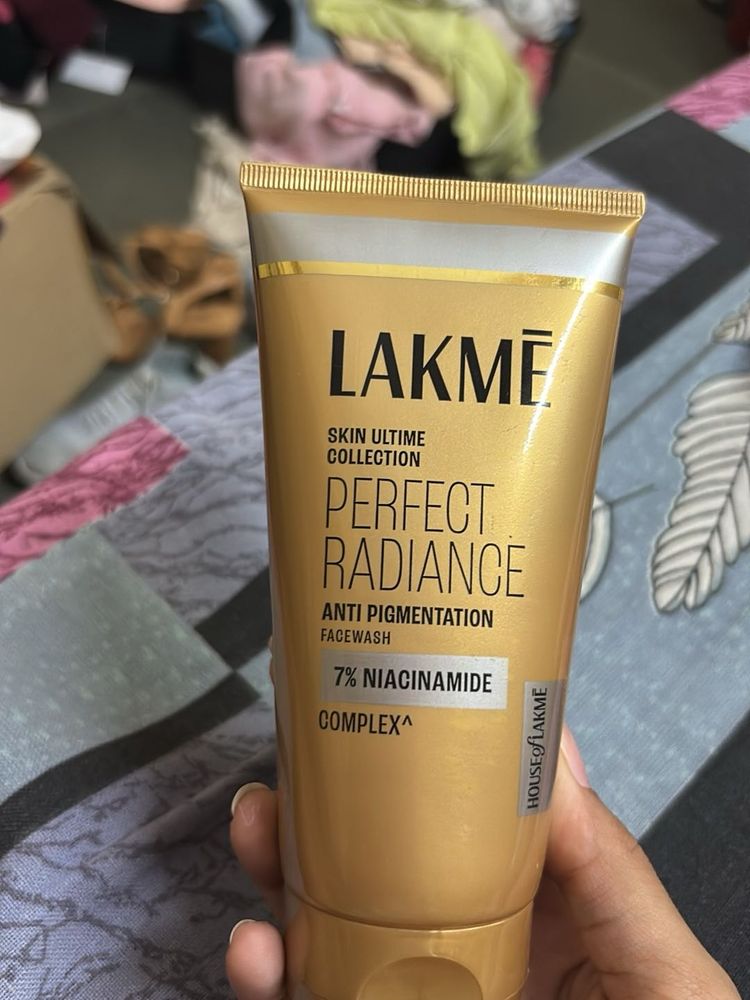 LAKMĒ
SKIN ULTIME
COLLECTION
PERFECT
RADIANCE
ANTI PIGMENTATION
FACEWASH
7% NIACINAMIDE
COMPLEX^
HOUSE of LAKMĒ